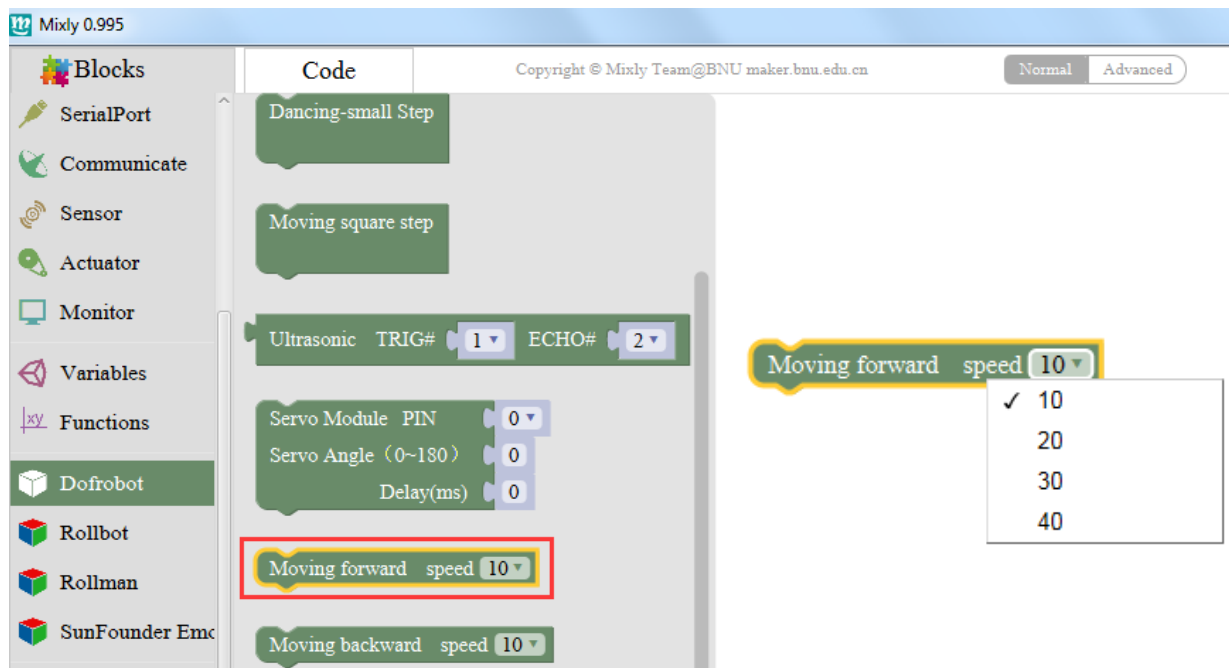 Mixly 0.995
Blocks
Code
Copyright © Mixly Team@BNU maker.bnu.edu.cn
Normal Advanced
SerialPort
Communicate
Sensor
Actuator
Monitor
Variables
Functions
Dofrobot
Rollbot
Rollman
SunFounder Emo
Dancing-small Step
Moving square step
Ultrasonic TRIG# 1 ECHO# 2
Servo Module PIN 0
Servo Angle（0~180） 0
Delay(ms) 0
Moving forward speed 10
Moving backward speed 10
Moving forward speed 10
✓ 10
20
30
40